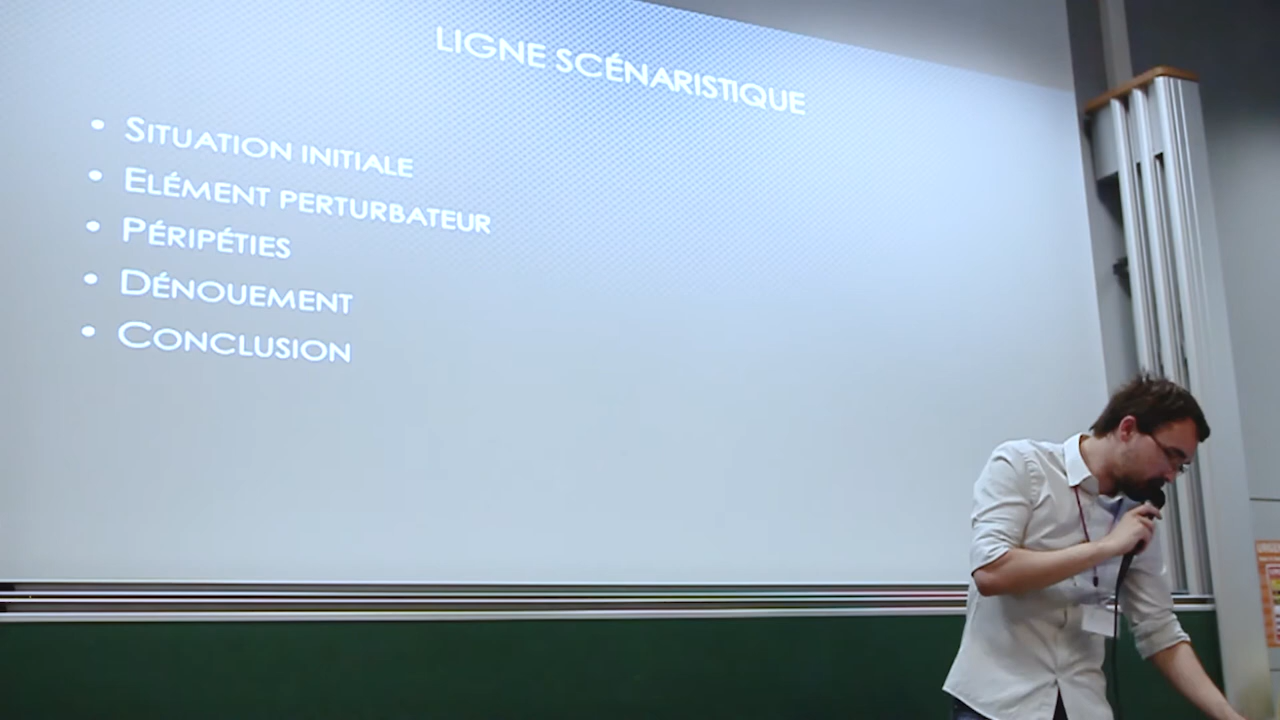 LIGNE SCÉNARISTIQUE
• SITUATION INITIALE
• ELÉMENT PERTURBATEUR
• PÉRIPÉTIES
• DÉNOUEMENT
• CONCLUSION